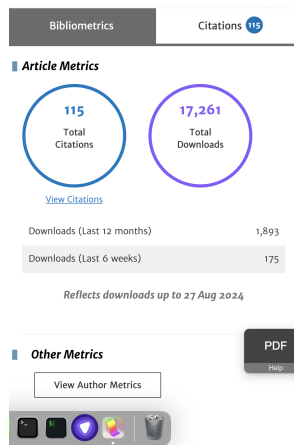 Bibliometrics
Citations 115
Article Metrics
115
Total
Citations
17,261
Total
Downloads
View Citations
Downloads (Last 12 months) 1,893
Downloads (Last 6 weeks) 175
Reflects downloads up to 27 Aug 2024
Other Metrics
PDF
Help
View Author Metrics